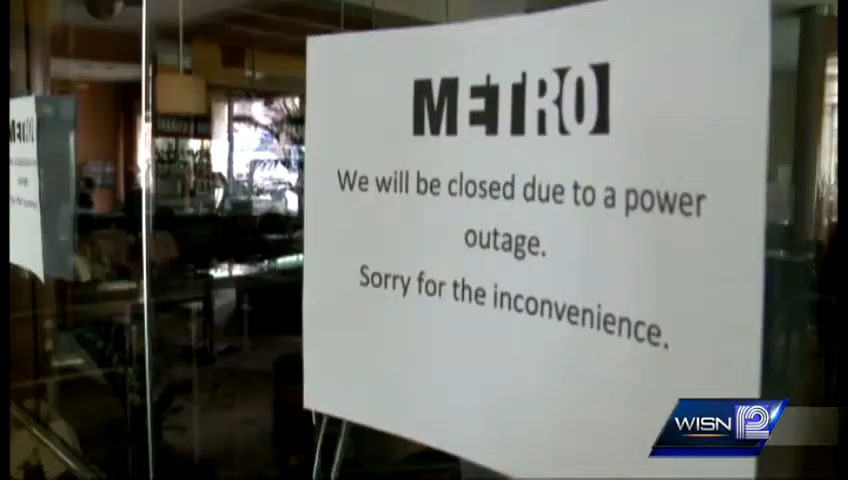 METRO
We will be closed due to a power
outage.
Sorry for the inconvenience.
WISN 12